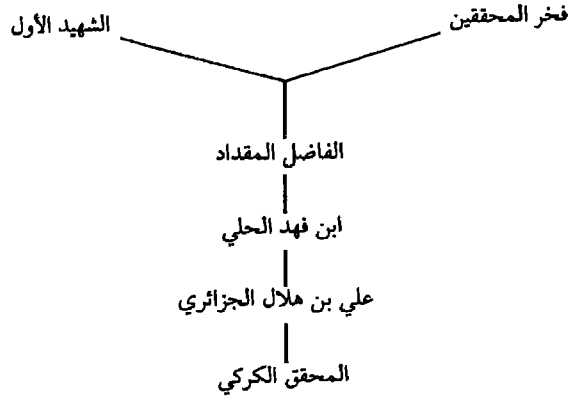 فخر المحققين
الشهيد الأول
الفاضل المقداد
ابن فهد الحلي
علي بن هلال الجزائري
المحقق الكركي